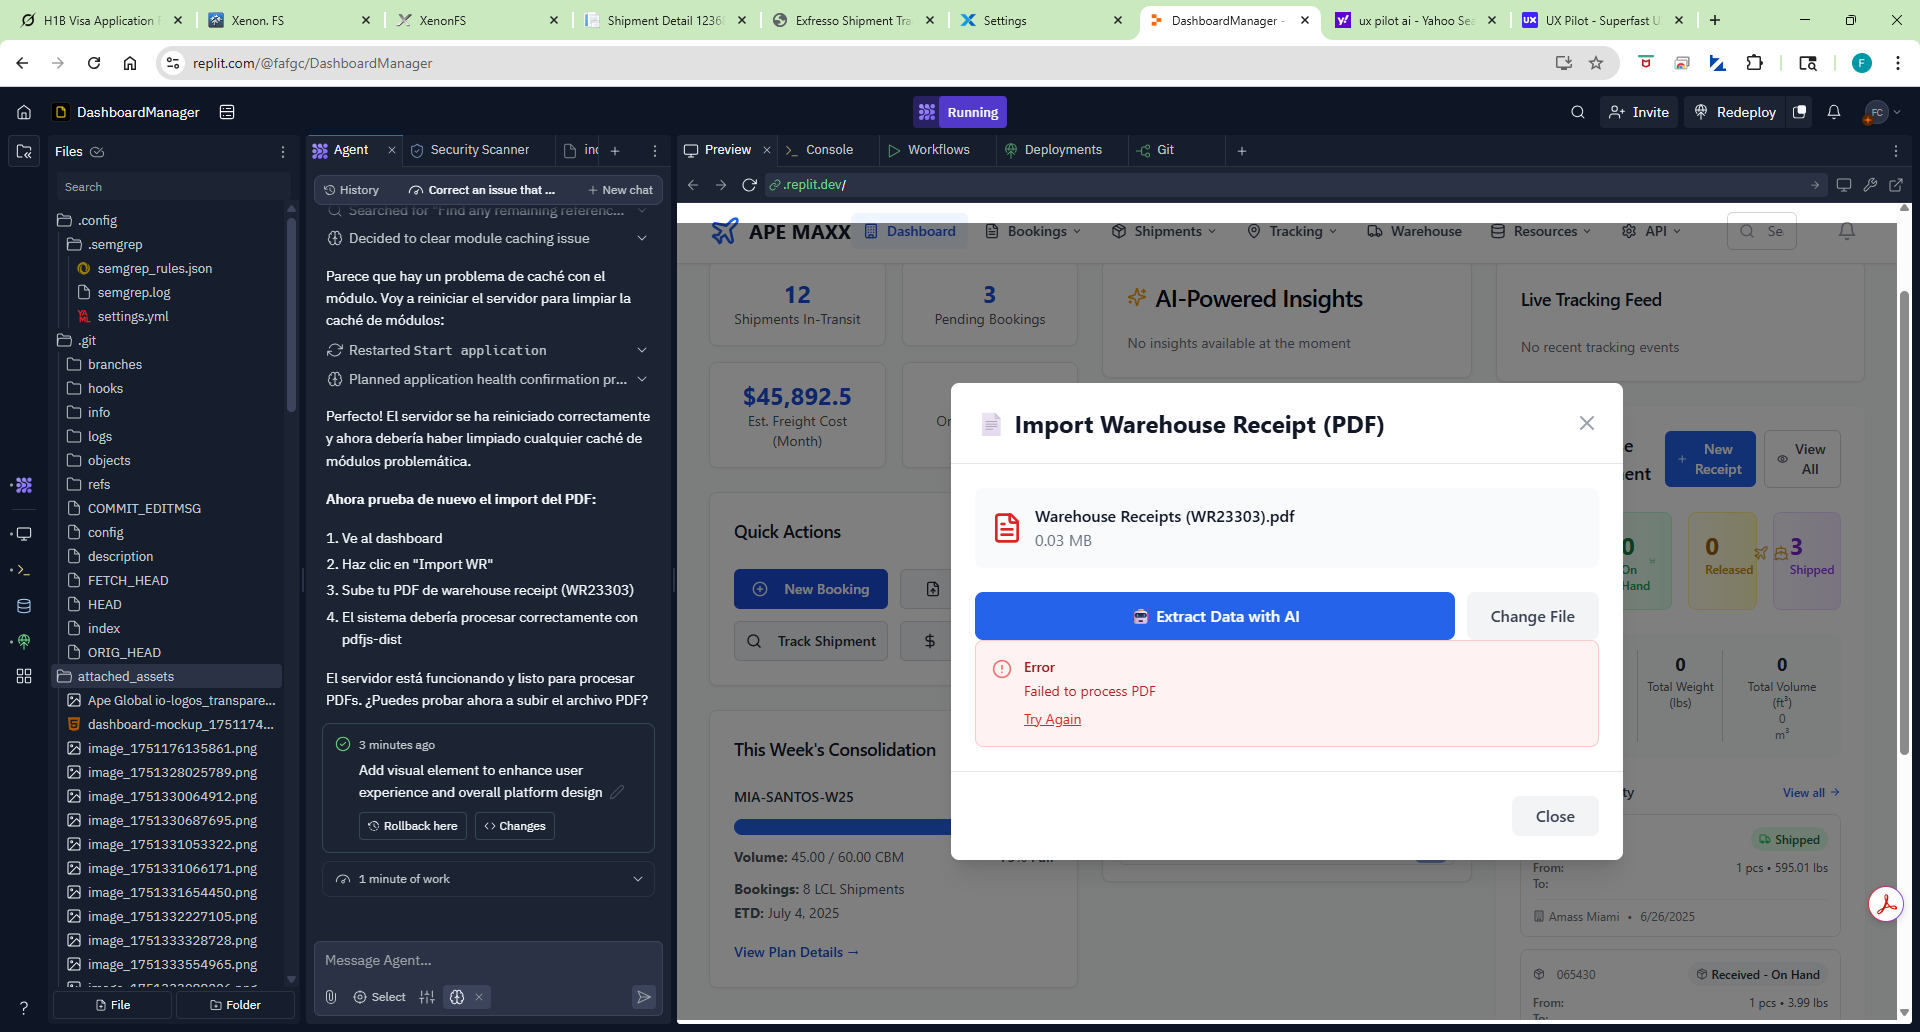 H1B Visa Application
Xenon. FS
XenonFS
Shipment Detail 1236
Exfresso Shipment Tra
Settings
DashboardManager -
ux pilot ai - Yahoo Sea
UX Pilot - Superfast U
replit.com/@fafgc/DashboardManager
F
DashboardManager
Running
Invite
Redeploy
FC
Files
Agent
Security Scanner
Preview
Console
Workflows
Deployments
Git
Search
History
Correct an issue that ...
New chat
.replit.dev/
.config
.semgrep
semgrep_rules.json
semgrep.log
settings.yml
.git
branches
hooks
info
logs
objects
refs
COMMIT_EDITMSG
config
description
FETCH_HEAD
HEAD
index
ORIG_HEAD
attached_assets
Ape Global io-logos_transpare...
dashboard-mockup_1751174...
image_1751176135861.png
image_1751328025789.png
image_1751330064912.png
image_1751330687695.png
image_1751331053322.png
image_1751331066171.png
image_1751331654450.png
image_1751332227105.png
image_1751333328728.png
image_1751333554965.png
File
Folder
Searched for "Find any remaining referenc...
Decided to clear module caching issue
Parece que hay un problema de caché con el
módulo. Voy a reiniciar el servidor para limpiar la
caché de módulos:
Restarted Start application
Planned application health confirmation pr...
Perfecto! El servidor se ha reiniciado correctamente
y ahora debería haber limpiado cualquier caché de
módulos problemática.
Ahora prueba de nuevo el import del PDF:
1. Ve al dashboard
2. Haz clic en "Import WR"
3. Sube tu PDF de warehouse receipt (WR23303)
4. El sistema debería procesar correctamente con
pdfjs-dist
El servidor está funcionando y listo para procesar
PDFs. ¿Puedes probar ahora a subir el archivo PDF?
3 minutes ago
Add visual element to enhance user
experience and overall platform design
Rollback here
Changes
1 minute of work
Message Agent...
Select
APE MAXX
Dashboard
Bookings
Shipments
Tracking
Warehouse
Resources
API
Se
12
Shipments In-Transit
3
Pending Bookings
AI-Powered Insights
No insights available at the moment
Live Tracking Feed
No recent tracking events
$45,892.5
Est. Freight Cost
(Month)
Quick Actions
New Booking
Track Shipment
$
This Week's Consolidation
MIA-SANTOS-W25
Volume: 45.00 / 60.00 CBM
Bookings: 8 LCL Shipments
ETD: July 4, 2025
View Plan Details →
Import Warehouse Receipt (PDF)
Warehouse Receipts (WR23303).pdf
0.03 MB
Extract Data with AI
Change File
Error
Failed to process PDF
Try Again
Close
New
Receipt
View
All
0
On
Hand
0
Released
3
Shipped
0
Total Weight
(lbs)
0
Total Volume
(ft³)
0
m³
View all →
Shipped
From:
1 pcs • 595.01 lbs
To:
Amass Miami • 6/26/2025
065430
Received - On Hand
From:
1 pcs • 3.99 lbs